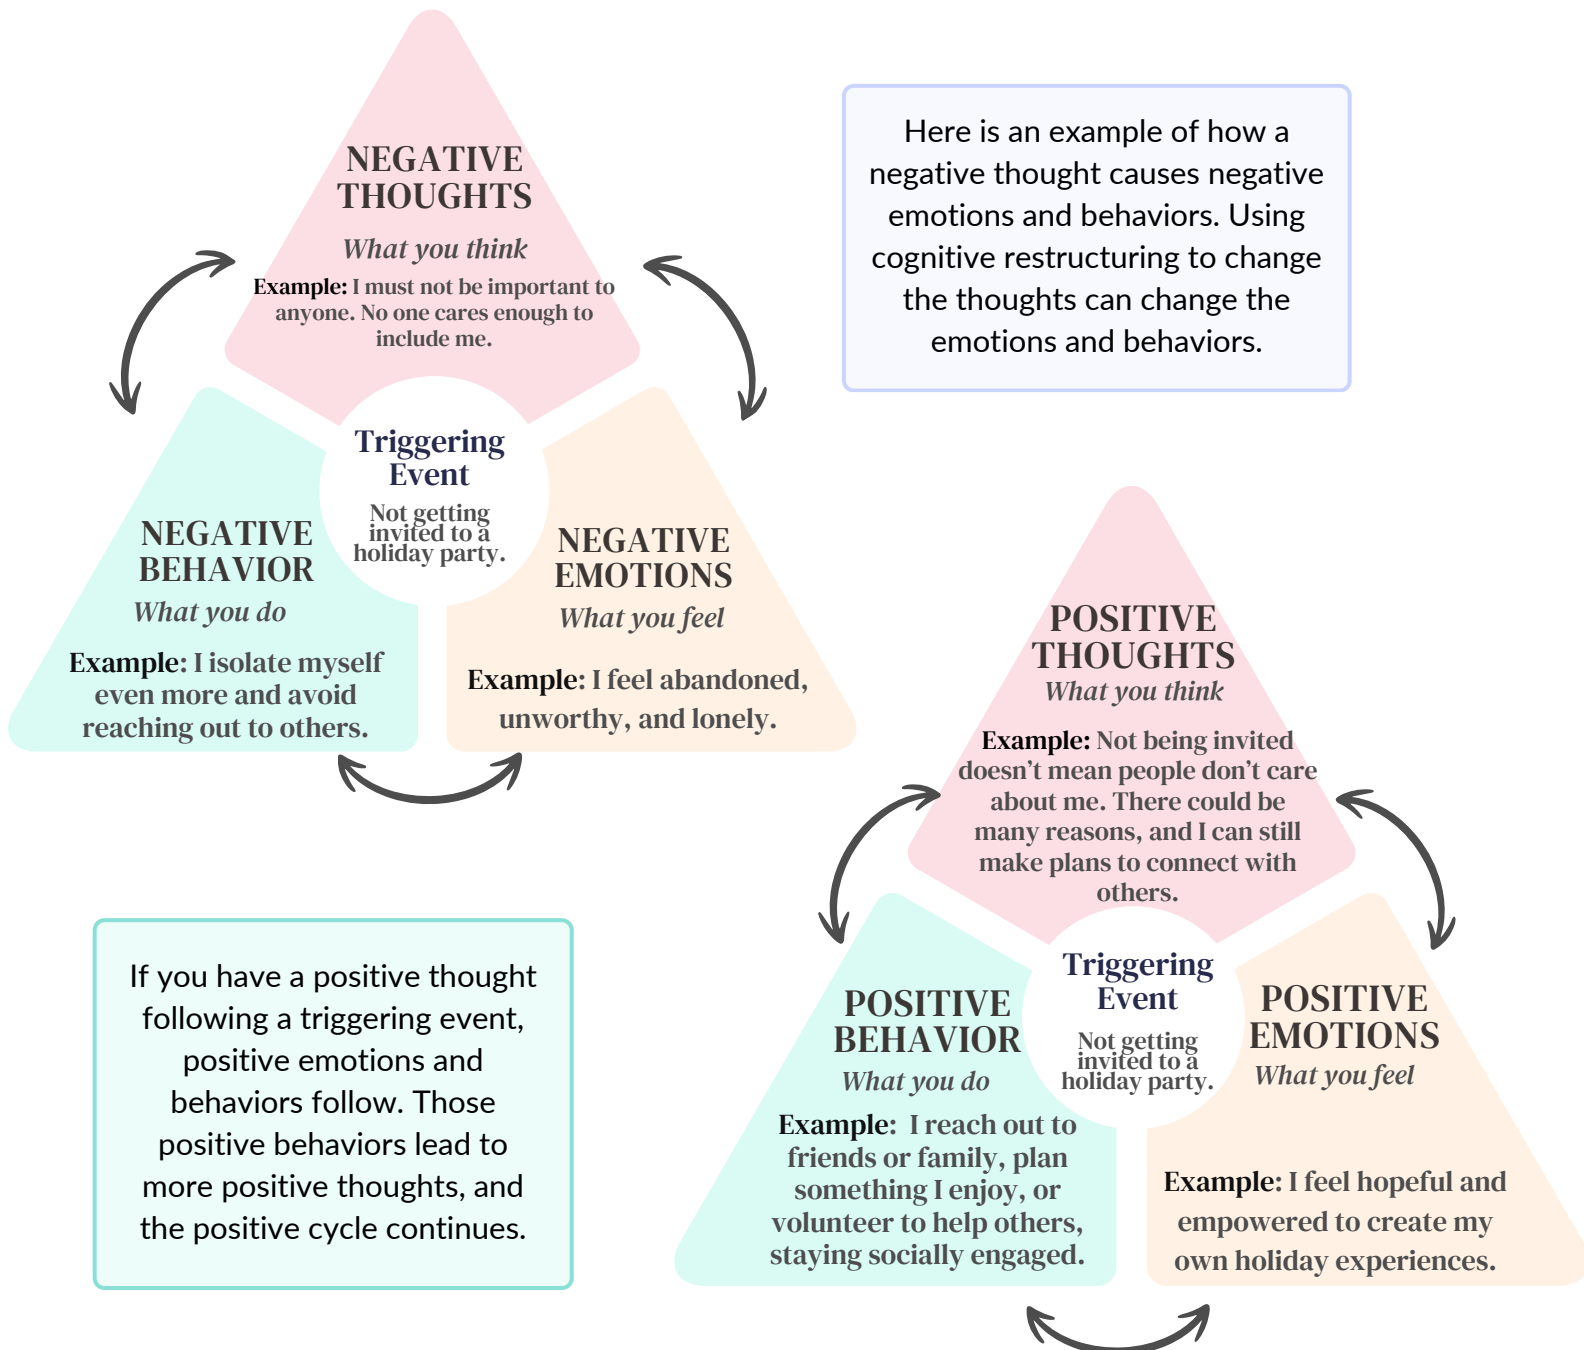 NEGATIVE
THOUGHTS
What you think
Example: I must not be important to
anyone. No one cares enough to
include me.
Here is an example of how a
negative thought causes negative
emotions and behaviors. Using
cognitive restructuring to change
the thoughts can change the
emotions and behaviors.
Triggering
Event
Not getting
invited to a
holiday party.
NEGATIVE
BEHAVIOR
What you do
Example: I isolate myself
even more and avoid
reaching out to others.
NEGATIVE
EMOTIONS
What you feel
Example: I feel abandoned,
unworthy, and lonely.
POSITIVE
THOUGHTS
What you think
Example: Not being invited
doesn't mean people don't care
about me. There could be
many reasons, and I can still
make plans to connect with
others.
If you have a positive thought
following a triggering event,
positive emotions and
behaviors follow. Those
positive behaviors lead to
more positive thoughts, and
the positive cycle continues.
Triggering
Event
Not getting
invited to a
holiday party.
POSITIVE
BEHAVIOR
What you do
Example:  I reach out to
friends or family, plan
something I enjoy, or
volunteer to help others,
staying socially engaged.
POSITIVE
EMOTIONS
What you feel
Example: I feel hopeful and
empowered to create my
own holiday experiences.